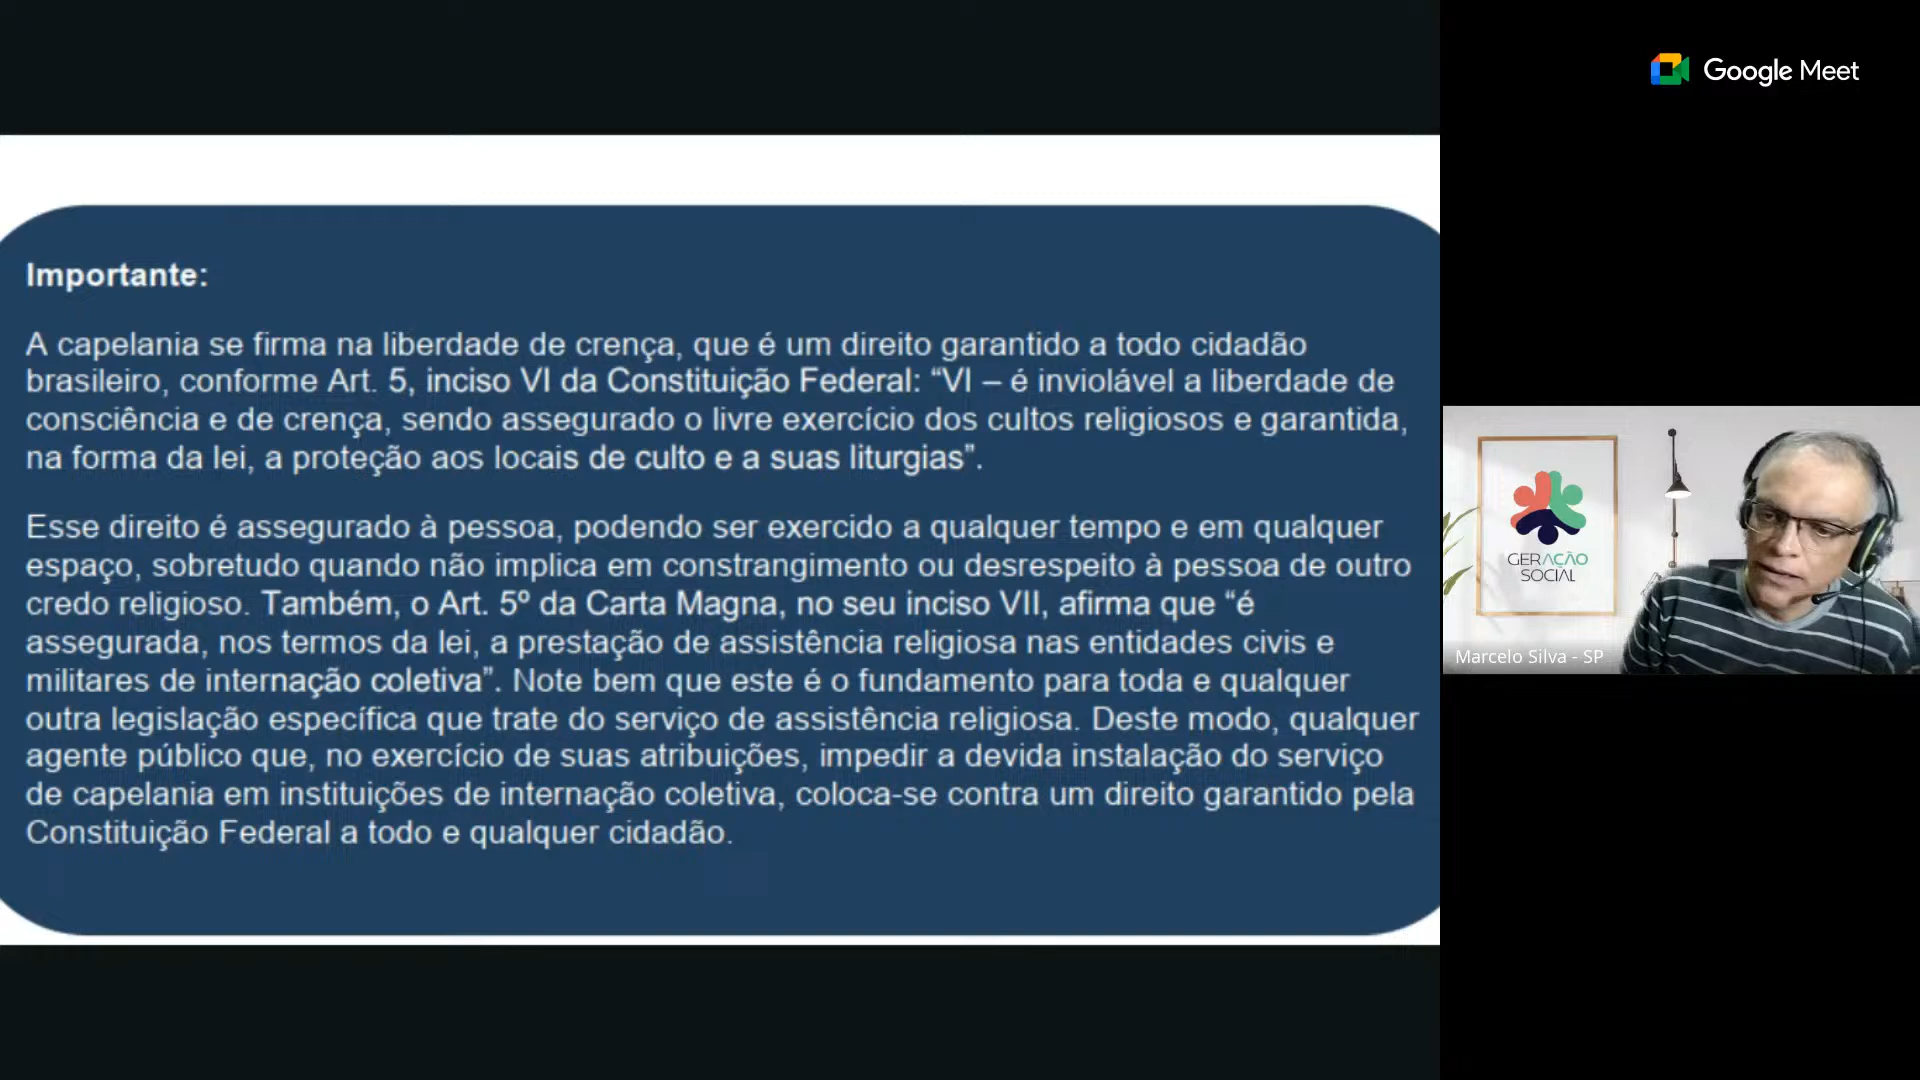 Google Meet
Importante:
A capelania se firma na liberdade de crença, que é um direito garantido a todo cidadão
brasileiro, conforme Art. 5, inciso VI da Constituição Federal: “VI – é inviolável a liberdade de
consciência e de crença, sendo assegurado o livre exercício dos cultos religiosos e garantida,
na forma da lei, a proteção aos locais de culto e a suas liturgias”.
Esse direito é assegurado à pessoa, podendo ser exercido a qualquer tempo e em qualquer
espaço, sobretudo quando não implica em constrangimento ou desrespeito à pessoa de outro
credo religioso. Também, o Art. 5º da Carta Magna, no seu inciso VII, afirma que “é
assegurada, nos termos da lei, a prestação de assistência religiosa nas entidades civis e
militares de internação coletiva”. Note bem que este é o fundamento para toda e qualquer
outra legislação específica que trate do serviço de assistência religiosa. Deste modo, qualquer
agente público que, no exercício de suas atribuições, impedir a devida instalação do serviço
de capelania em instituições de internação coletiva, coloca-se contra um direito garantido pela
Constituição Federal a todo e qualquer cidadão.
GERAÇÃO
SOCIAL
Marcelo Silva - SP